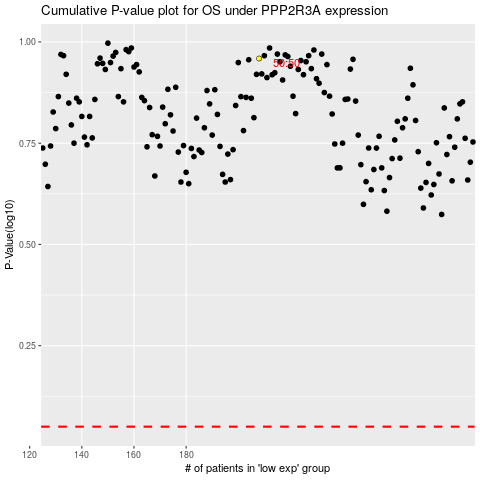 Cumulative P-value plot for OS under PPP2R3A expression
1.00
50:50
0.75
P-Value(log10)
0.50
0.25
120 140 160 180
# of patients in 'low exp' group